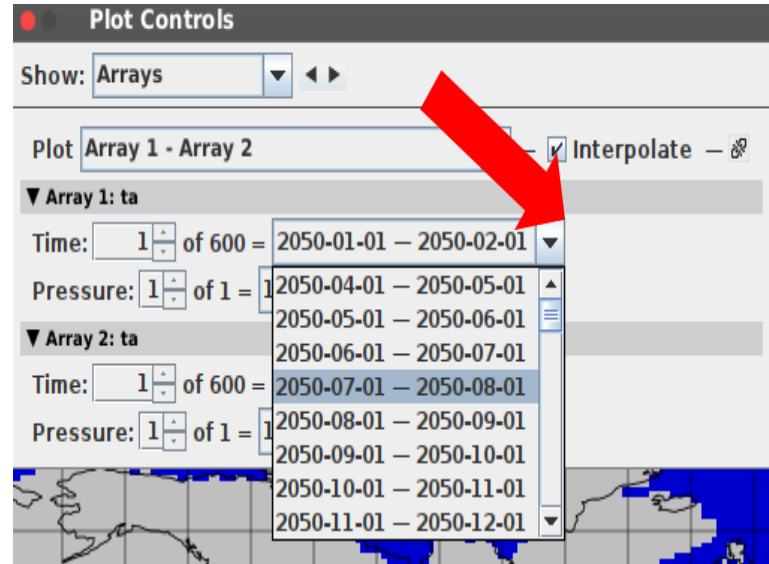 Plot Controls
Show: Arrays
Plot Array 1 - Array 2 – Interpolate –
Array 1: ta
Time: 1 of 600 = 2050-01-01 — 2050-02-01
Pressure: 1 of 1 = 1
2050-04-01 — 2050-05-01
2050-05-01 — 2050-06-01
2050-06-01 — 2050-07-01
2050-07-01 — 2050-08-01
2050-08-01 — 2050-09-01
2050-09-01 — 2050-10-01
2050-10-01 — 2050-11-01
2050-11-01 — 2050-12-01
Array 2: ta
Time: 1 of 600 =
Pressure: 1 of 1 = 1